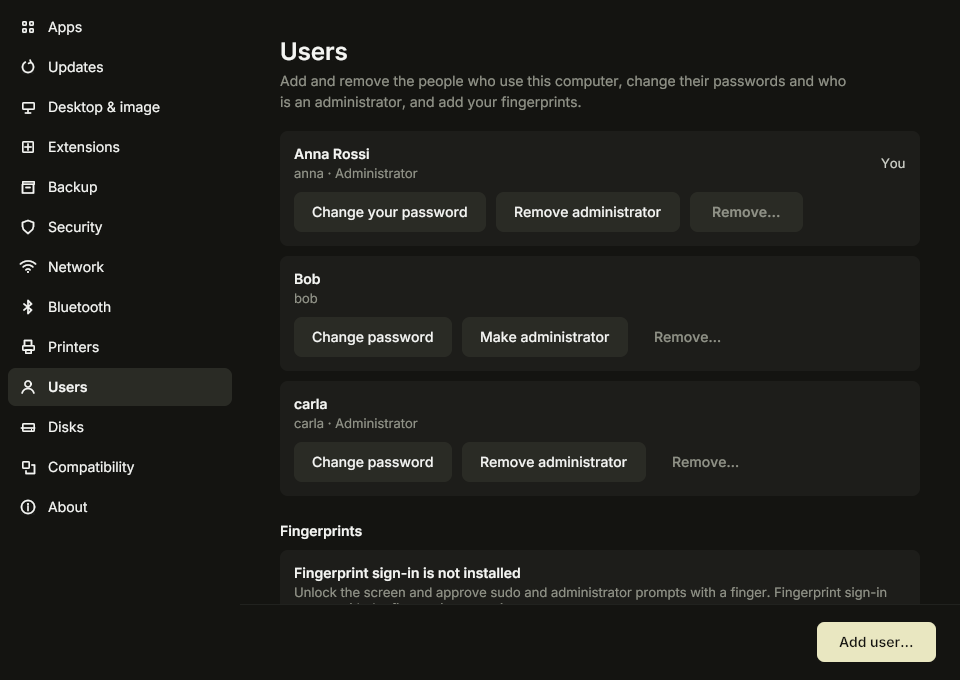 Apps
Updates
Desktop & image
Extensions
Backup
Security
Network
Bluetooth
Printers
Users
Disks
Compatibility
About
Users
Add and remove the people who use this computer, change their passwords and who
is an administrator, and add your fingerprints.
Anna Rossi
anna · Administrator
You
Change your password
Remove administrator
Remove...
Bob
bob
Change password
Make administrator
Remove...
carla
carla · Administrator
Change password
Remove administrator
Remove...
Fingerprints
Fingerprint sign-in is not installed
Unlock the screen and approve sudo and administrator prompts with a finger. Fingerprint sign-in
Add user...